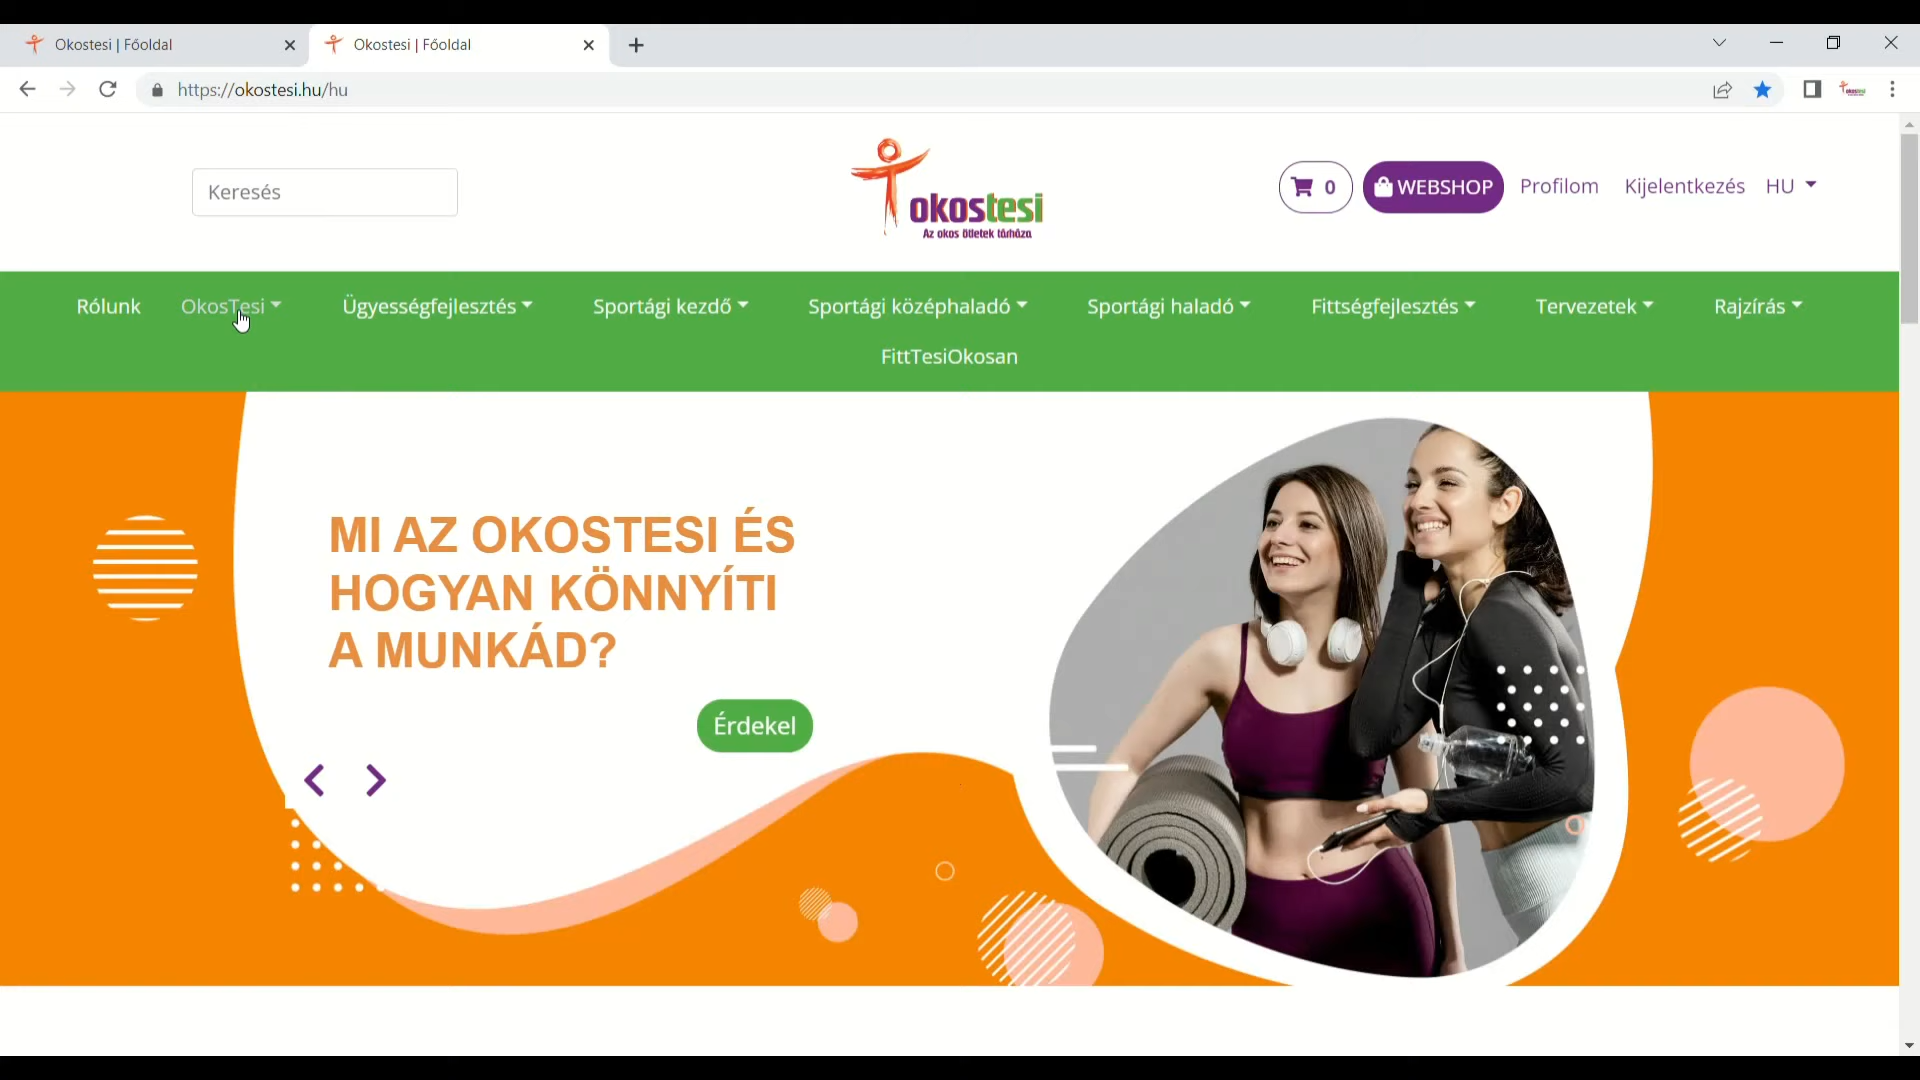 Okostesi | Főoldal
Okostesi | Főoldal
https://okostesi.hu/hu
Keresés
okostesi
Az okos ötletek tárháza
0
WEBSHOP
Profilom
Kijelentkezés
HU
Rólunk
OkosTesi
Ügyességfejlesztés
Sportági kezdő
Sportági középhaladó
Sportági haladó
Fittségfejlesztés
Tervezetek
Rajzírás
FittTesiOkosan
MI AZ OKOSTESI ÉS
HOGYAN KÖNNYÍTI
A MUNKÁD?
Érdekel